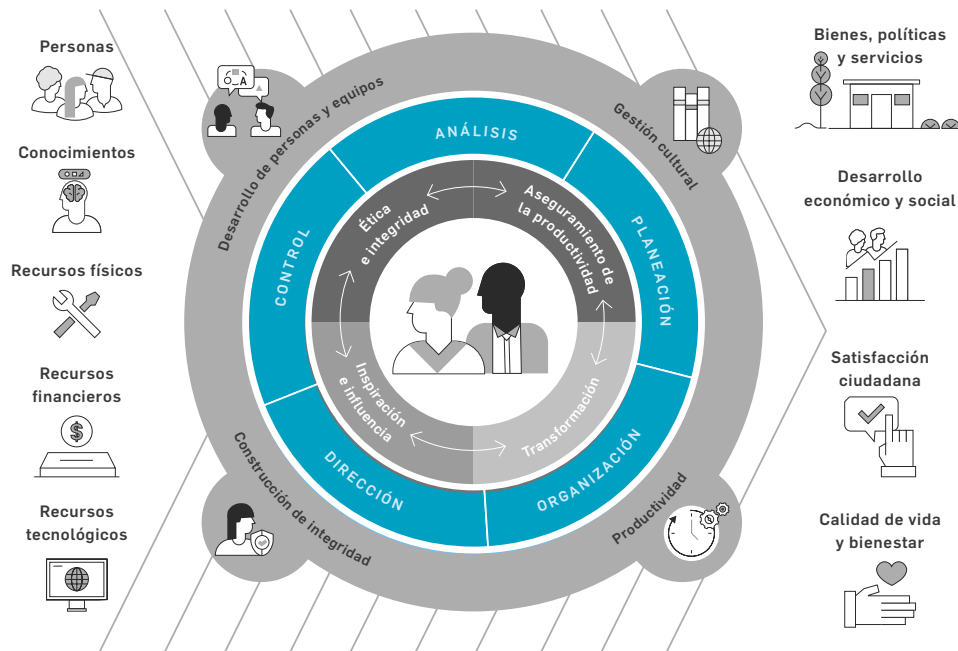 Personas
Conocimientos
Recursos físicos
Recursos
financieros
$
Recursos
tecnológicos
A
Desarrollo de personas y equipos
Gestión cultural
Construcción de integridad
Productividad
ANÁLISIS
PLANEACIÓN
ORGANIZACIÓN
DIRECCIÓN
CONTROL
Ética
e integridad
Aseguramiento de
la productividad
Inspiración
e influencia
Transformación
Bienes, políticas
y servicios
Desarrollo
económico y social
Satisfacción
ciudadana
Calidad de vida
y bienestar